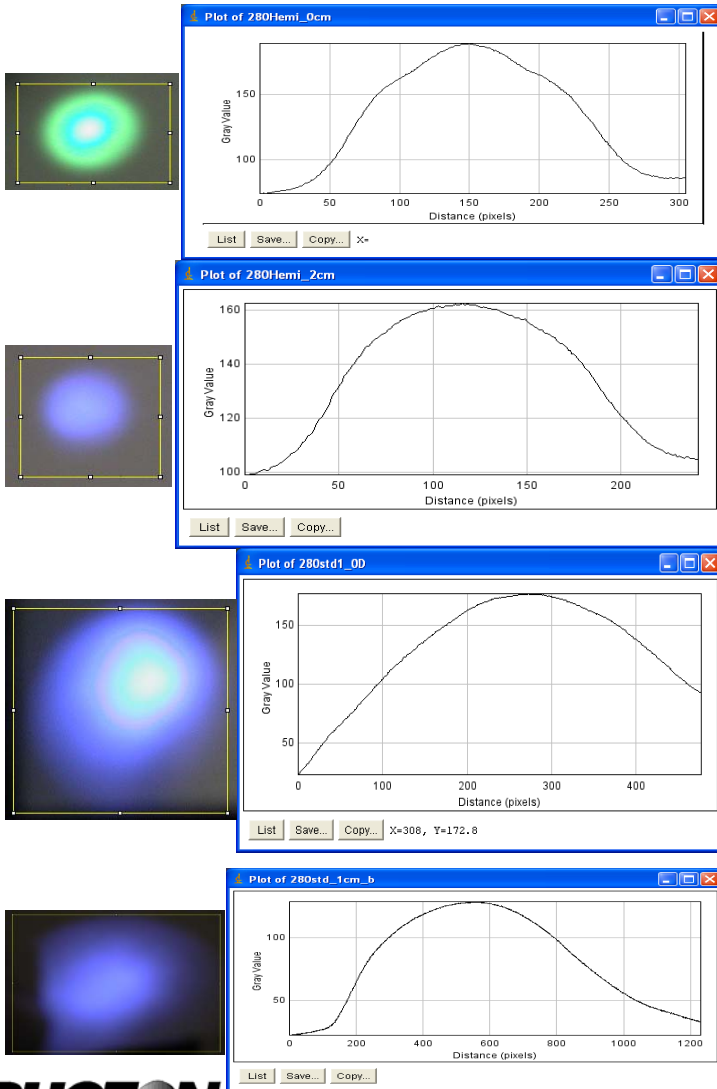 Plot of 280Hemi_0cm
150
100
Gray Value
0 50 100 150 200 250 300
Distance (pixels)
List Save... Copy... X=
Plot of 280Hemi_2cm
160
140
120
100
Gray Value
0 50 100 150 200
Distance (pixels)
List Save... Copy...
Plot of 280std1_0D
150
100
50
Gray Value
0 100 200 300 400
Distance (pixels)
List Save... Copy... X=308, Y=172.8
Plot of 280std_1cm_b
100
50
Gray Value
0 200 400 600 800 1000 1200
Distance (pixels)
List Save... Copy...